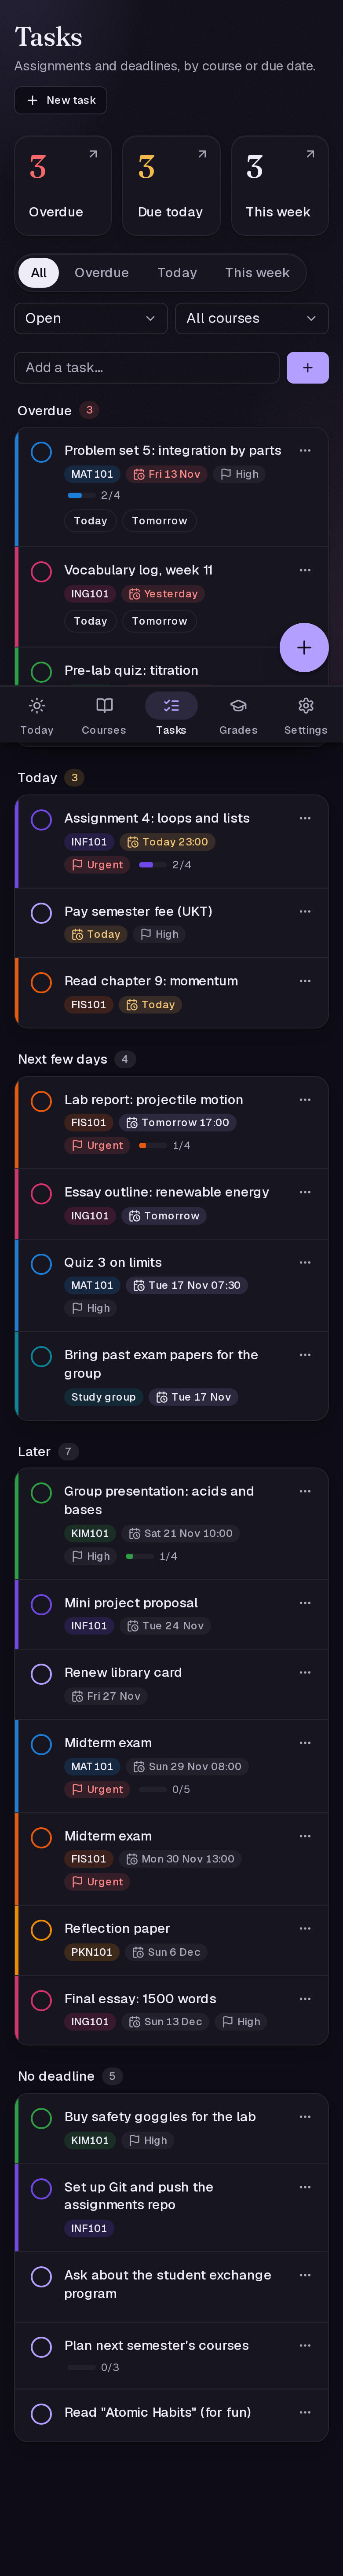 Tasks
Assignments and deadlines, by course or due date.
New task
3 3 3
Overdue Due today This week
All Overdue Today This week
Open All courses
Add a task...
Overdue 3
Problem set 5: integration by parts
MAT101 Fri 13 Nov High
2/4
Today Tomorrow
Vocabulary log, week 11
ING101 Yesterday
Today Tomorrow
Pre-lab quiz: titration
Today Courses Tasks Grades Settings
Today 3
Assignment 4: loops and lists
INF101 Today 23:00
Urgent 2/4
Pay semester fee (UKT)
Today High
Read chapter 9: momentum
FIS101 Today
Next few days 4
Lab report: projectile motion
FIS101 Tomorrow 17:00
Urgent 1/4
Essay outline: renewable energy
ING101 Tomorrow
Quiz 3 on limits
MAT101 Tue 17 Nov 07:30
High
Bring past exam papers for the
group
Study group Tue 17 Nov
Later 7
Group presentation: acids and
bases
KIM101 Sat 21 Nov 10:00
High 1/4
Mini project proposal
INF101 Tue 24 Nov
Renew library card
Fri 27 Nov
Midterm exam
MAT101 Sun 29 Nov 08:00
Urgent 0/5
Midterm exam
FIS101 Mon 30 Nov 13:00
Urgent
Reflection paper
PKN101 Sun 6 Dec
Final essay: 1500 words
ING101 Sun 13 Dec High
No deadline 5
Buy safety goggles for the lab
KIM101 High
Set up Git and push the
assignments repo
INF101
Ask about the student exchange
program
Plan next semester's courses
0/3
Read "Atomic Habits" (for fun)